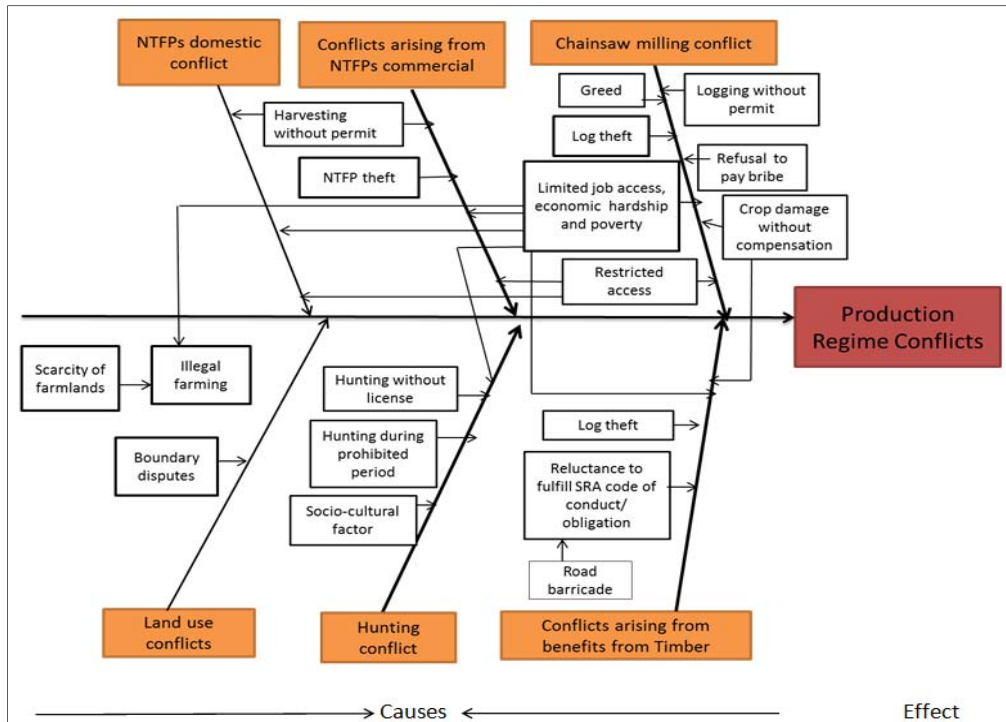 NTFPs domestic
conflict
Conflicts arising from
NTFPs commercial
Chainsaw milling conflict
Harvesting
without permit
NTFP theft
Greed
Logging without
permit
Log theft
Refusal to
pay bribe
Limited job access,
economic hardship
and poverty
Crop damage
without
compensation
Restricted
access
Production
Regime Conflicts
Scarcity of
farmlands
Illegal
farming
Boundary
disputes
Hunting without
license
Hunting during
prohibited
period
Socio-cultural
factor
Log theft
Reluctance to
fulfill SRA code of
conduct/
obligation
Road
barricade
Land use
conflicts
Hunting
conflict
Conflicts arising from
benefits from Timber
Causes
Effect